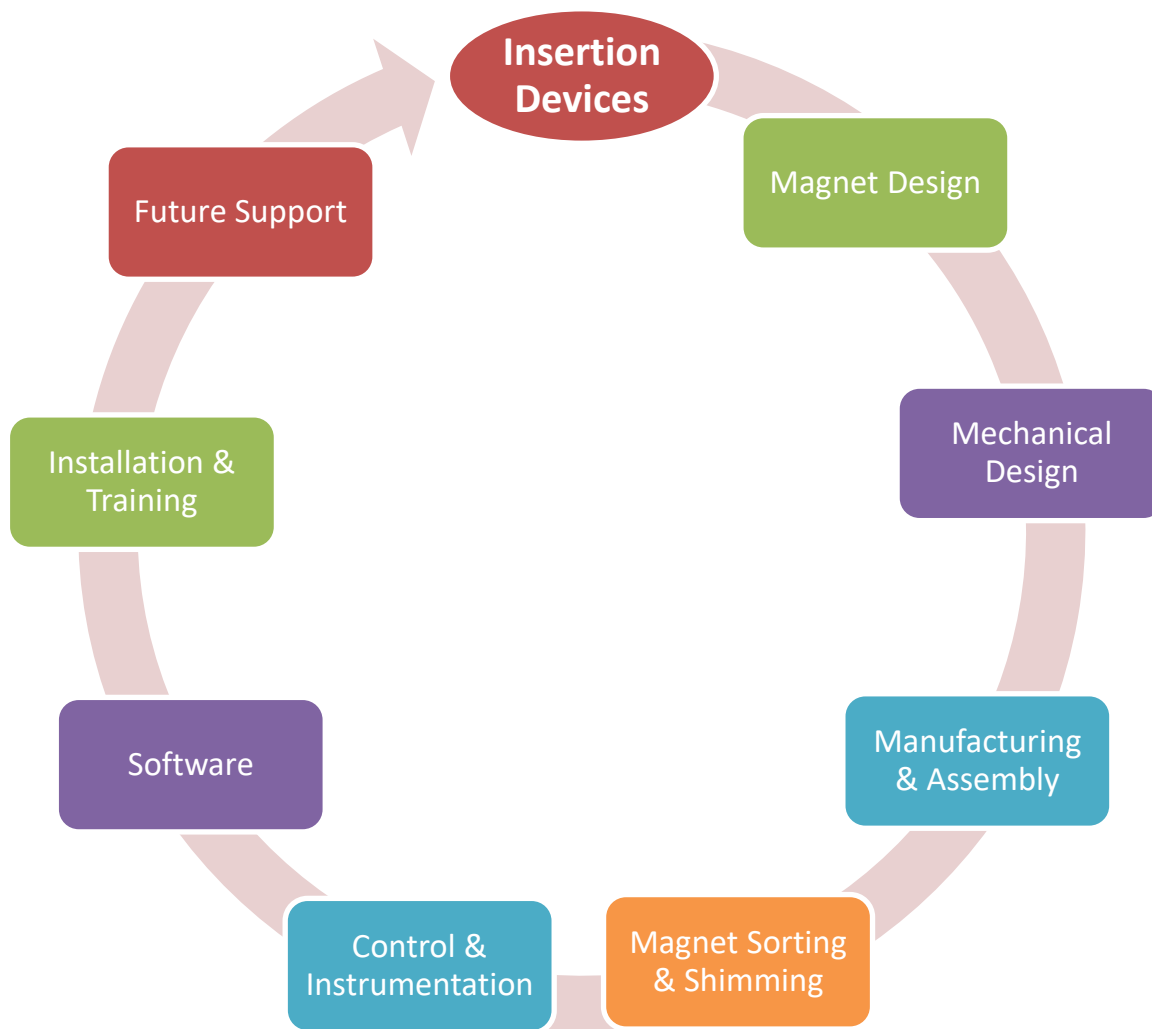 Insertion
Devices
Magnet Design
Mechanical
Design
Manufacturing
& Assembly
Magnet Sorting
& Shimming
Control &
Instrumentation
Software
Installation &
Training
Future Support